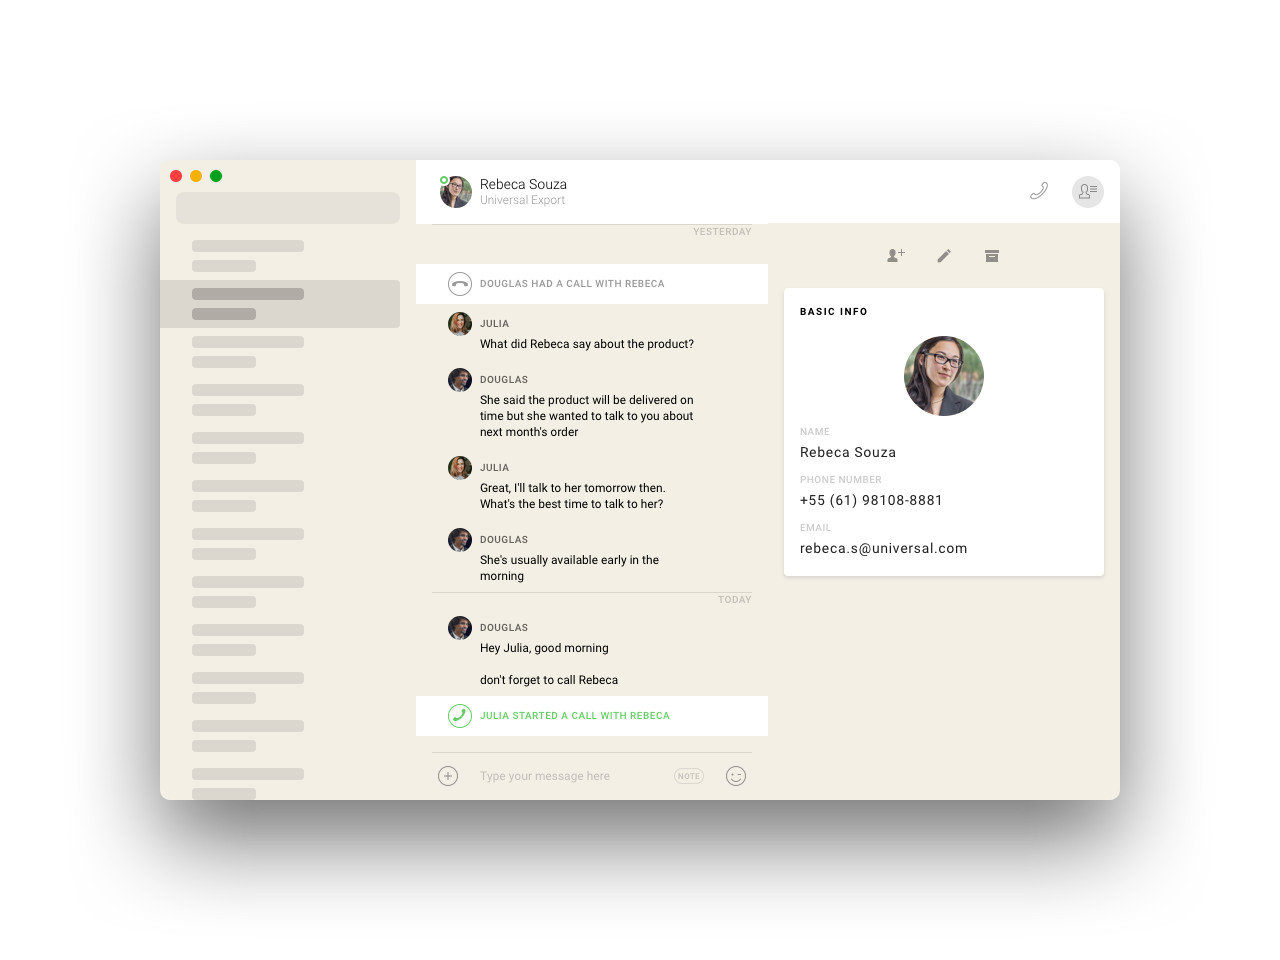 Rebeca Souza
Universal Export
YESTERDAY
DOUGLAS HAD A CALL WITH REBECA
JULIA
What did Rebeca say about the product?
DOUGLAS
She said the product will be delivered on
time but she wanted to talk to you about
next month's order
JULIA
Great, I'll talk to her tomorrow then.
What's the best time to talk to her?
DOUGLAS
She's usually available early in the
morning
TODAY
DOUGLAS
Hey Julia, good morning
don't forget to call Rebeca
JULIA STARTED A CALL WITH REBECA
Type your message here
NOTE
BASIC INFO
NAME
Rebeca Souza
PHONE NUMBER
+55 (61) 98108-8881
EMAIL
rebeca.s@universal.com